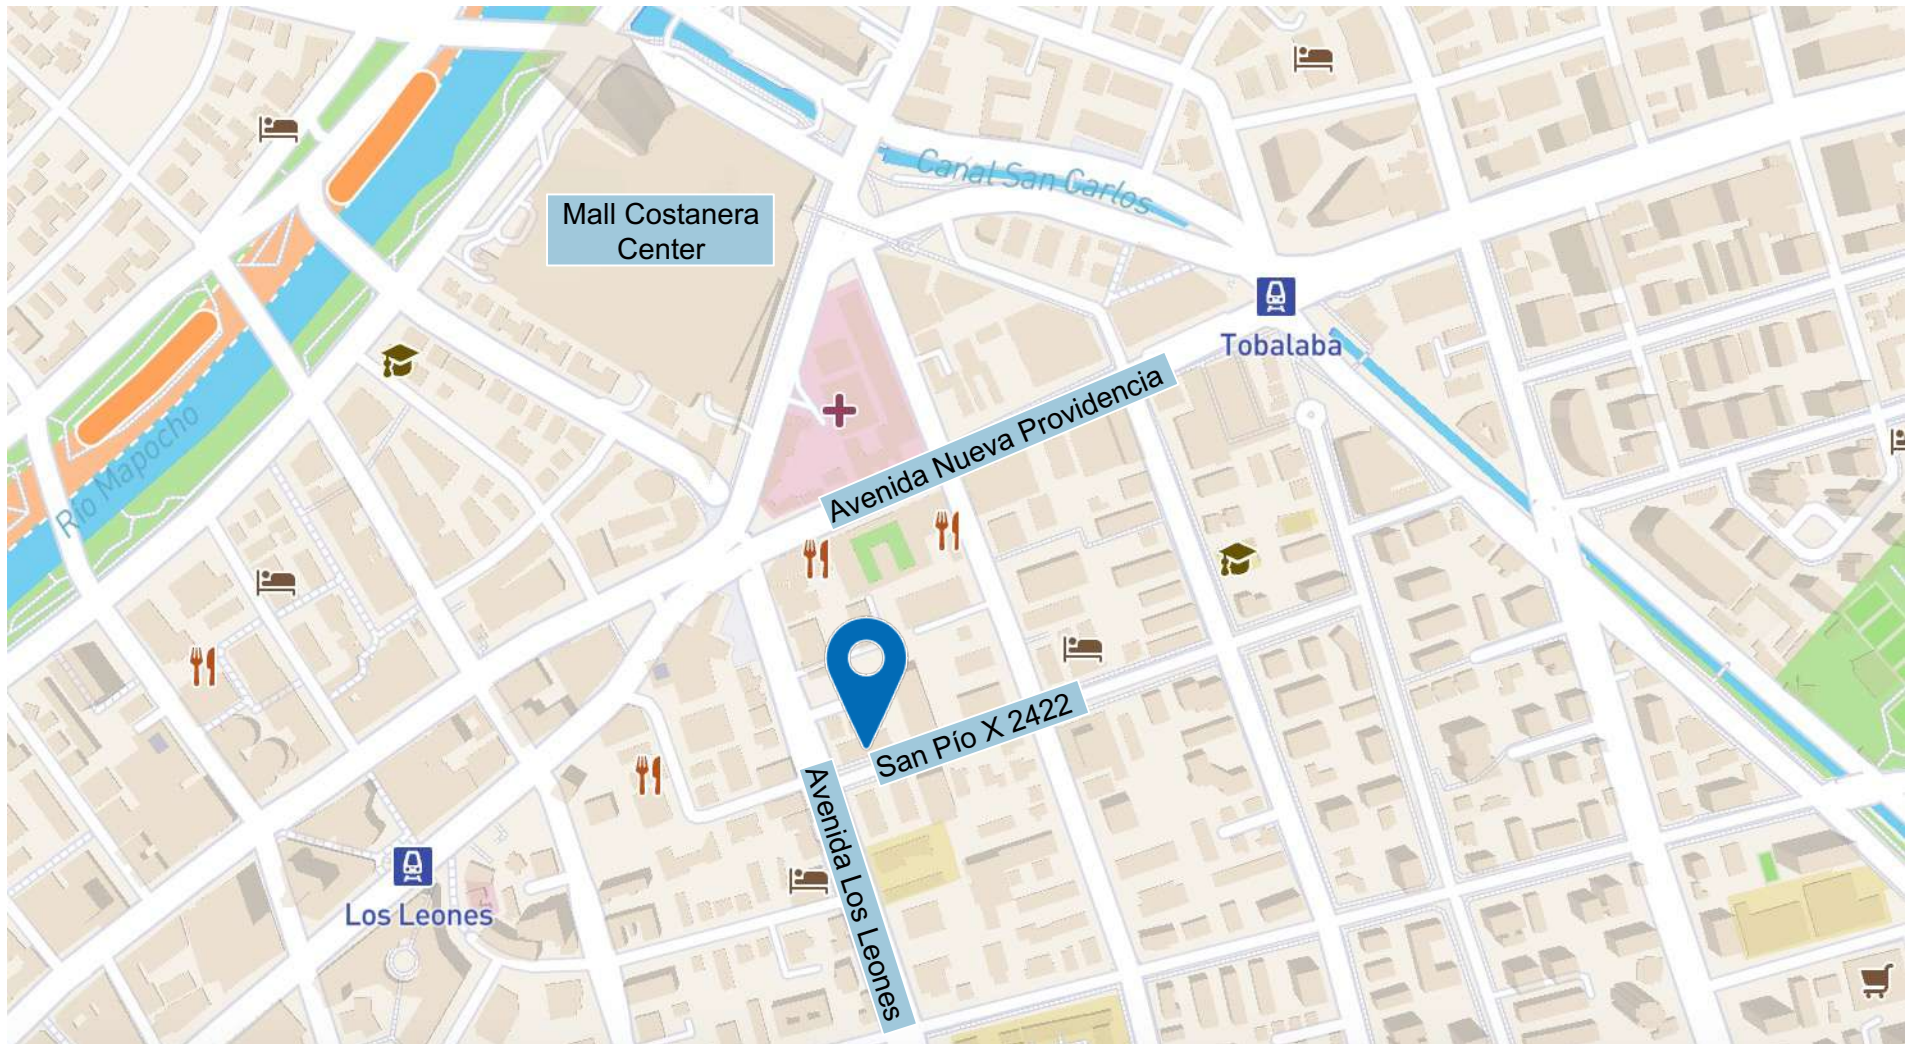 Mall Costanera
Center
Canal San Carlos
Tobalaba
Avenida Nueva Providencia
Río Mapocho
San Pío X 2422
Avenida Los Leones
Los Leones